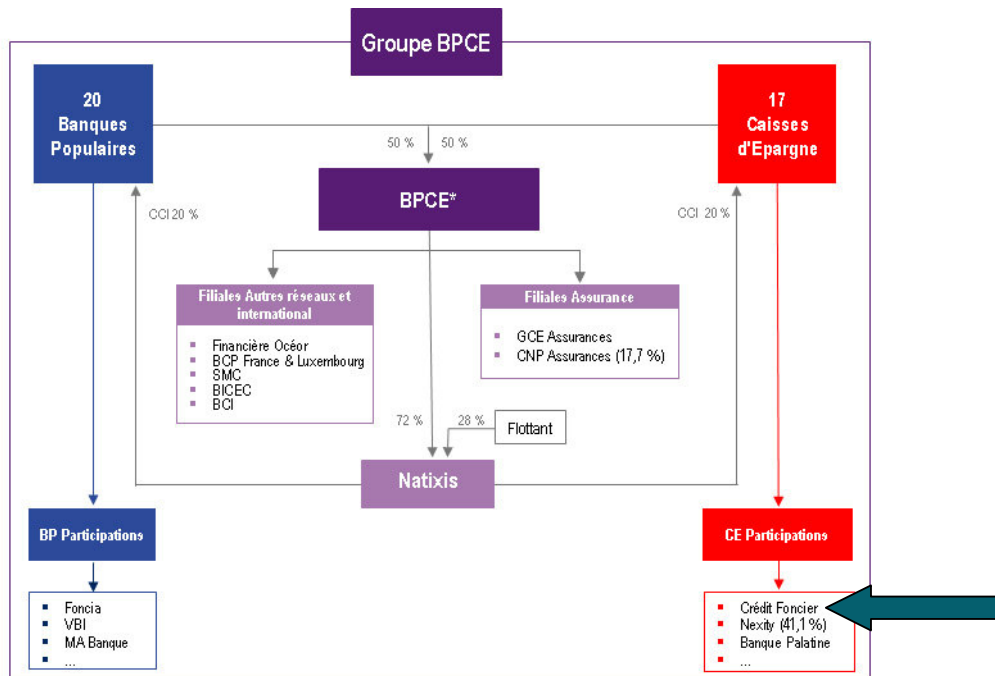 Groupe BPCE
20
Banques
Populaires
17
Caisses
d'Epargne
50 %
50 %
BPCE*
CCI 20 %
CCI 20 %
Filiales Autres réseaux et
international
Financière Océor
BCP France & Luxembourg
SMC
BICEC
BCI
Filiales Assurance
GCE Assurances
CNP Assurances (17,7 %)
72 %
28 %
Flottant
Natixis
BP Participations
CE Participations
Foncia
VBI
MA Banque
...
Crédit Foncier
Nexity (41,1 %)
Banque Palatine
...